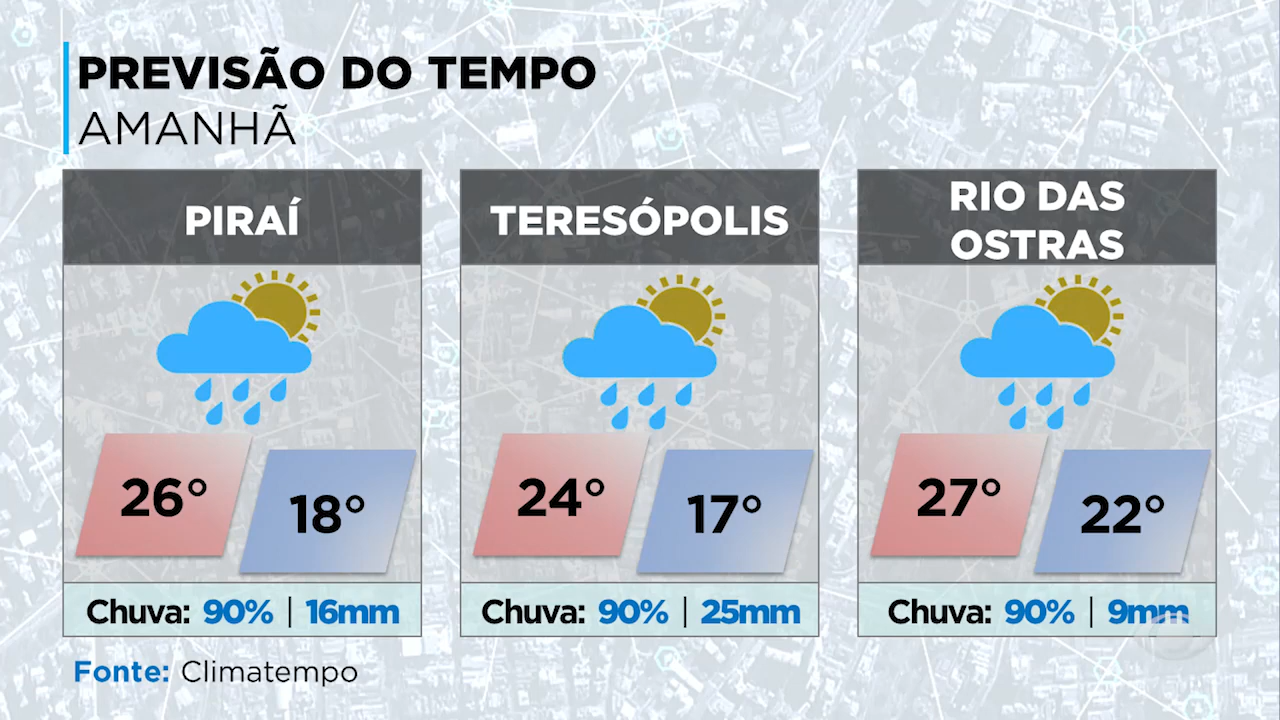 PREVISÃO DO TEMPO
AMANHÃ
PIRAÍ
26°
18°
Chuva: 90% | 16mm
TERESÓPOLIS
24°
17°
Chuva: 90% | 25mm
RIO DAS
OSTRAS
27°
22°
Chuva: 90% | 9mm
Fonte: Climatempo